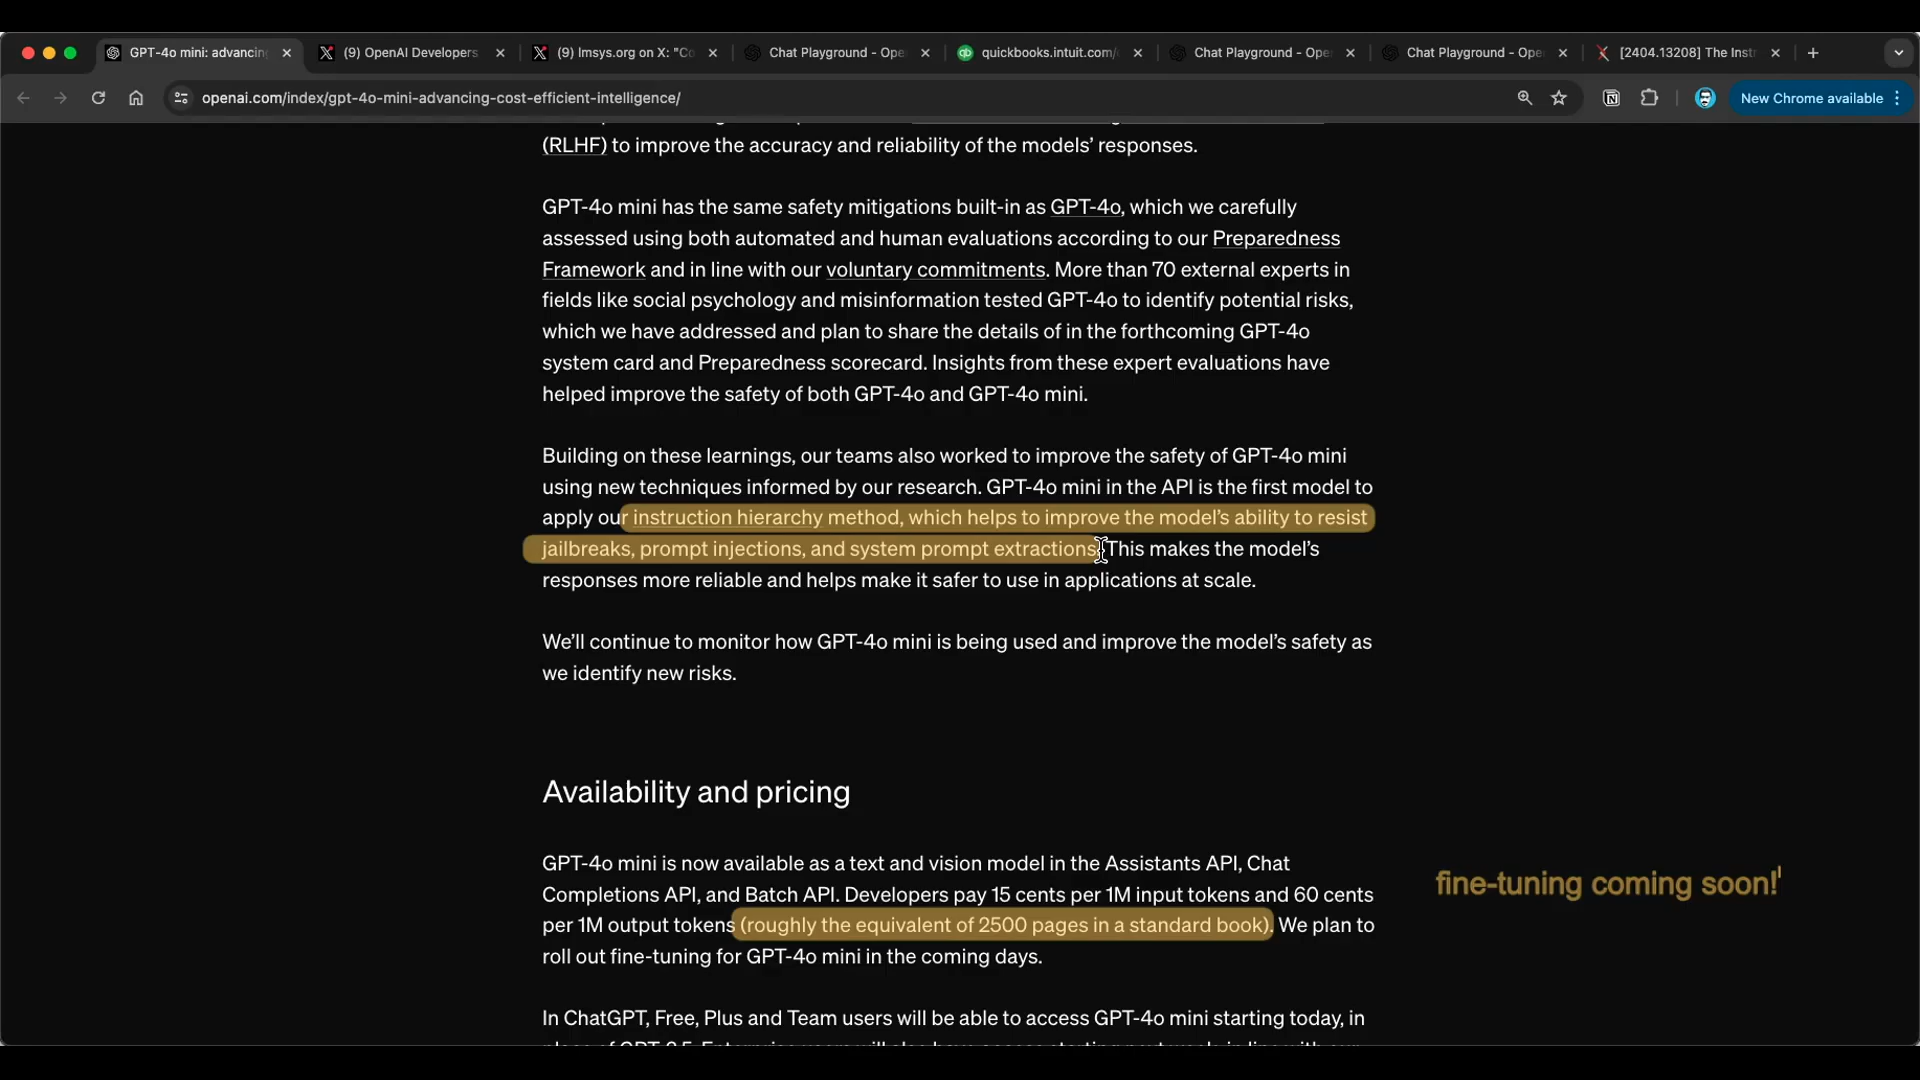 GPT-4o mini: advancing
(9) OpenAI Developers
(9) lmsys.org on X: "Co
Chat Playground - Ope
quickbooks.intuit.com/
Chat Playground - Ope
Chat Playground - Ope
[2404.13208] The Instr
openai.com/index/gpt-4o-mini-advancing-cost-efficient-intelligence/
New Chrome available
(RLHF) to improve the accuracy and reliability of the models’ responses.
GPT-4o mini has the same safety mitigations built-in as GPT-4o, which we carefully
assessed using both automated and human evaluations according to our Preparedness
Framework and in line with our voluntary commitments. More than 70 external experts in
fields like social psychology and misinformation tested GPT-4o to identify potential risks,
which we have addressed and plan to share the details of in the forthcoming GPT-4o
system card and Preparedness scorecard. Insights from these expert evaluations have
helped improve the safety of both GPT-4o and GPT-4o mini.
Building on these learnings, our teams also worked to improve the safety of GPT-4o mini
using new techniques informed by our research. GPT-4o mini in the API is the first model to
apply our instruction hierarchy method, which helps to improve the model’s ability to resist
jailbreaks, prompt injections, and system prompt extractions. This makes the model’s
responses more reliable and helps make it safer to use in applications at scale.
We’ll continue to monitor how GPT-4o mini is being used and improve the model’s safety as
we identify new risks.
Availability and pricing
GPT-4o mini is now available as a text and vision model in the Assistants API, Chat
Completions API, and Batch API. Developers pay 15 cents per 1M input tokens and 60 cents
per 1M output tokens (roughly the equivalent of 2500 pages in a standard book). We plan to
roll out fine-tuning for GPT-4o mini in the coming days.
fine-tuning coming soon!'
In ChatGPT, Free, Plus and Team users will be able to access GPT-4o mini starting today, in